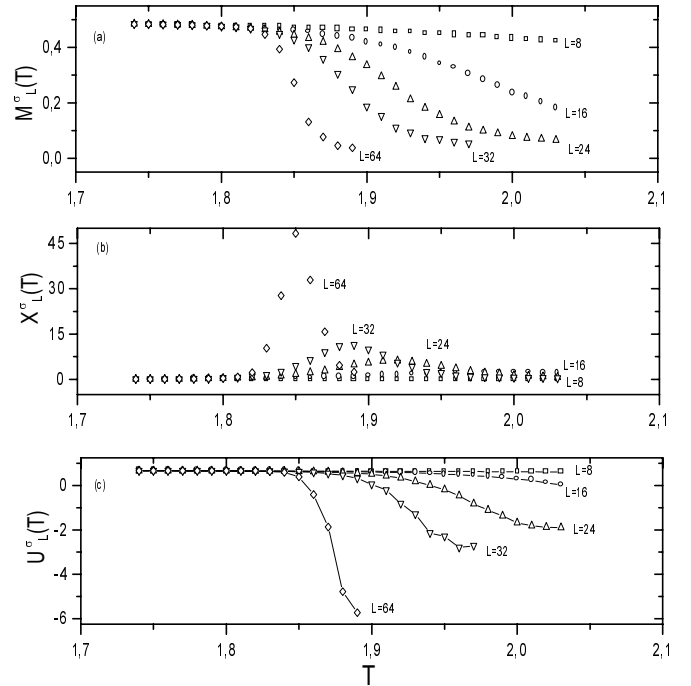 (a)
M^σ_L(T)
0,4
0,2
0,0
L=8
L=16
L=24
L=32
L=64
1,7 1,8 1,9 2,0 2,1
(b)
X^σ_L(T)
45
30
15
0
L=64
L=32
L=24
L=16
L=8
1,7 1,8 1,9 2,0 2,1
(c)
U^σ_L(T)
0
-2
-4
-6
L=8
L=16
L=24
L=32
L=64
1,7 1,8 1,9 2,0 2,1
T